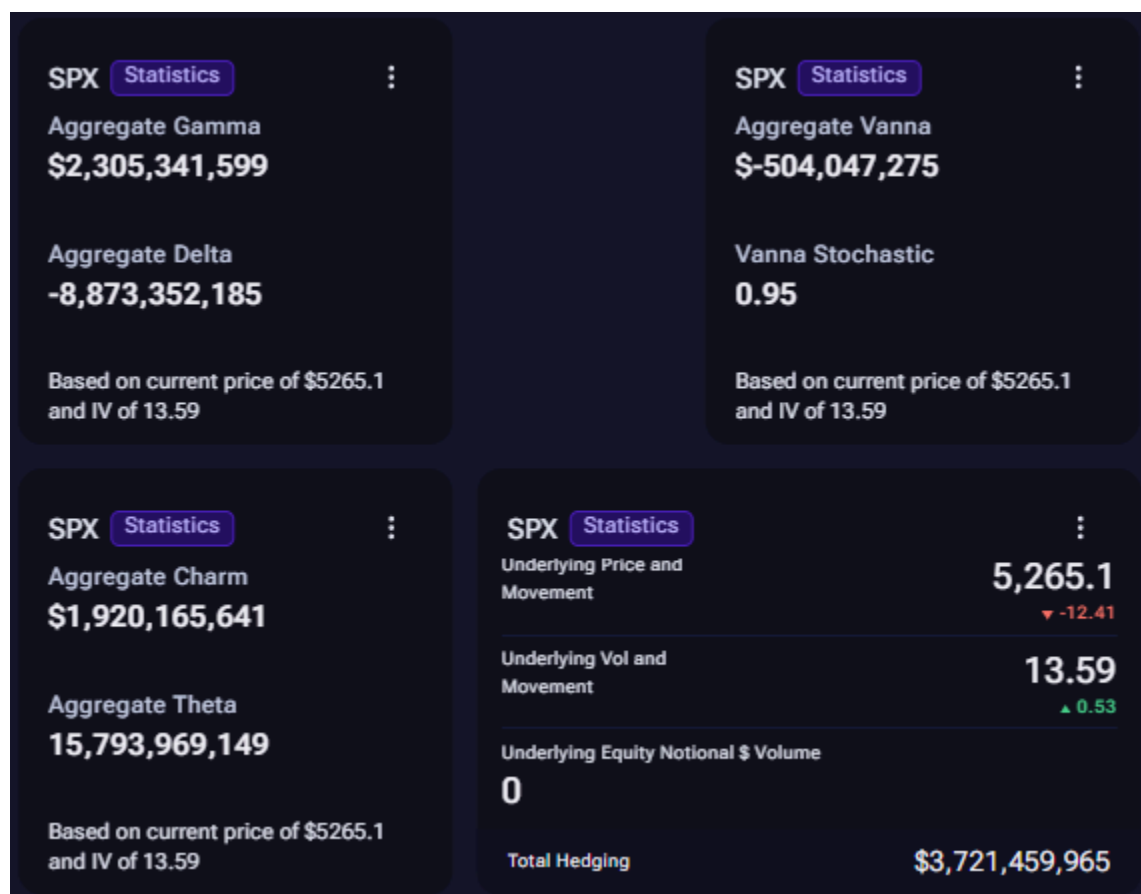 SPX Statistics
Aggregate Gamma
$2,305,341,599
Aggregate Delta
-8,873,352,185
Based on current price of $5265.1
and IV of 13.59
SPX Statistics
Aggregate Vanna
$-504,047,275
Vanna Stochastic
0.95
Based on current price of $5265.1
and IV of 13.59
SPX Statistics
Aggregate Charm
$1,920,165,641
Aggregate Theta
15,793,969,149
Based on current price of $5265.1
and IV of 13.59
SPX Statistics
Underlying Price and
Movement
5,265.1
▼ -12.41
Underlying Vol and
Movement
13.59
▲ 0.53
Underlying Equity Notional $ Volume
0
Total Hedging $3,721,459,965